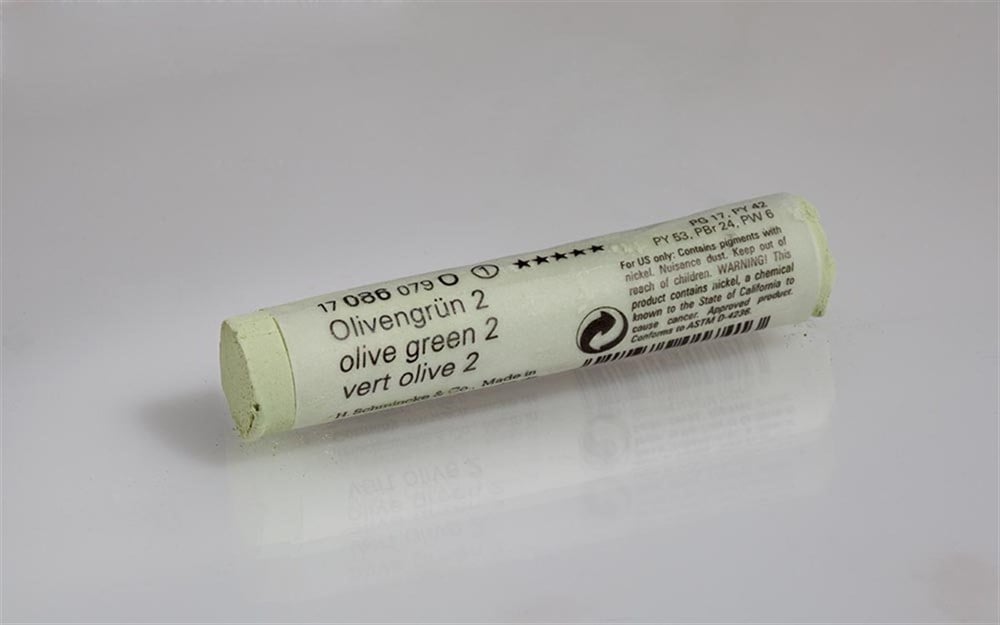 17 086 079 O 1 ★★★★★
Olivengrün 2
olive green 2
vert olive 2
H. Schmincke & Co., Made in
PG 17, PY 42
PY 53, PBr 24, PW 6
For US only: Contains pigments with
nickel. Nuisance dust. Keep out of
reach of children. WARNING! This
product contains nickel, a chemical
known to the State of California to
cause cancer. Approved product.
Conforms to ASTM D-4236.